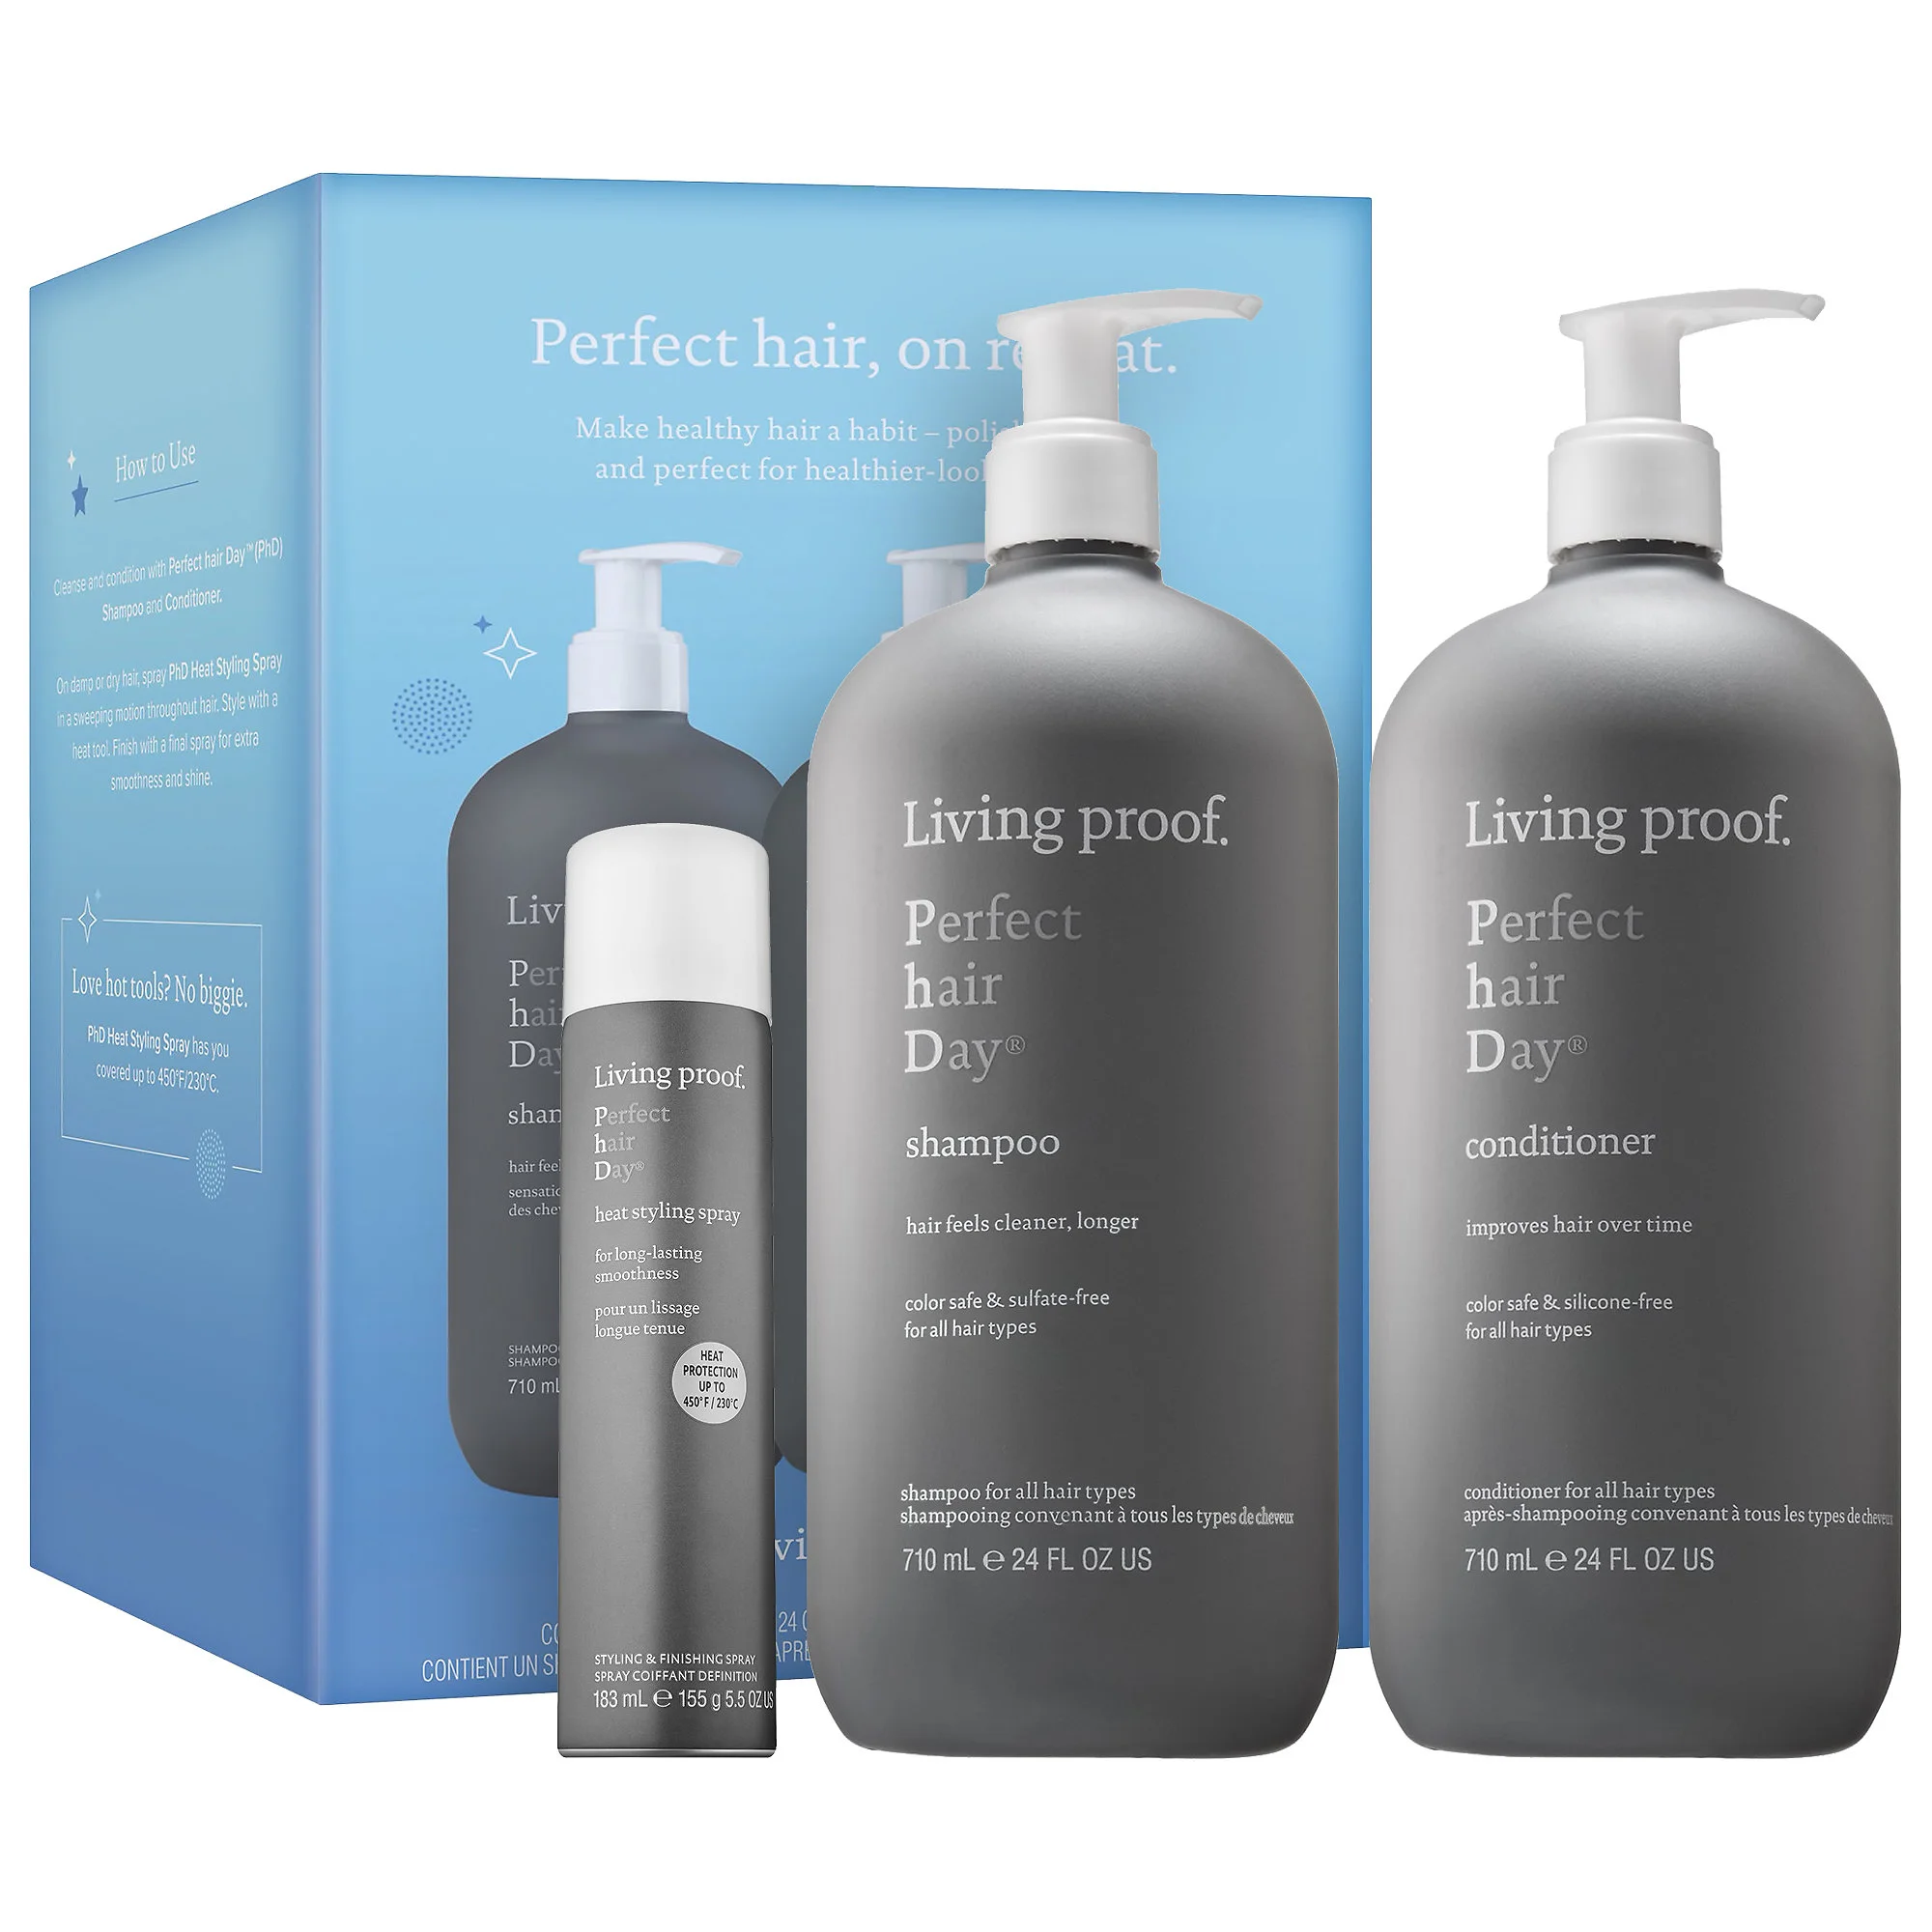 How to Use
Cleanse and condition with Perfect hair Day™ (PhD)
Shampoo and Conditioner.
On damp or dry hair, spray PhD Heat Styling Spray
in a sweeping motion throughout hair. Style with a
heat tool. Finish with a final spray for extra
smoothness and shine.
Love hot tools? No biggie.
PhD Heat Styling Spray has you
covered up to 450°F/230°C.
Perfect hair, on
Make healthy hair a habit –
and perfect for
710
CONTIENT UN
24
Living proof.
Perfect
hair
Day®
heat styling spray
for long-lasting
smoothness
pour un lissage
longue tenue
HEAT
PROTECTION
UP TO
450°F / 230°C
STYLING & FINISHING SPRAY
SPRAY COIFFANT DEFINITION
183 mL ℮ 155 g 5.5 OZ US
Living proof.
Perfect
hair
Day®
shampoo
hair feels cleaner, longer
color safe & sulfate-free
for all hair types
shampoo for all hair types
shampooing convenant à tous les types de cheveux
710 mL ℮ 24 FL OZ US
Living proof.
Perfect
hair
Day®
conditioner
improves hair over time
color safe & silicone-free
for all hair types
conditioner for all hair types
après-shampooing convenant à tous les types de cheveux
710 mL ℮ 24 FL OZ US